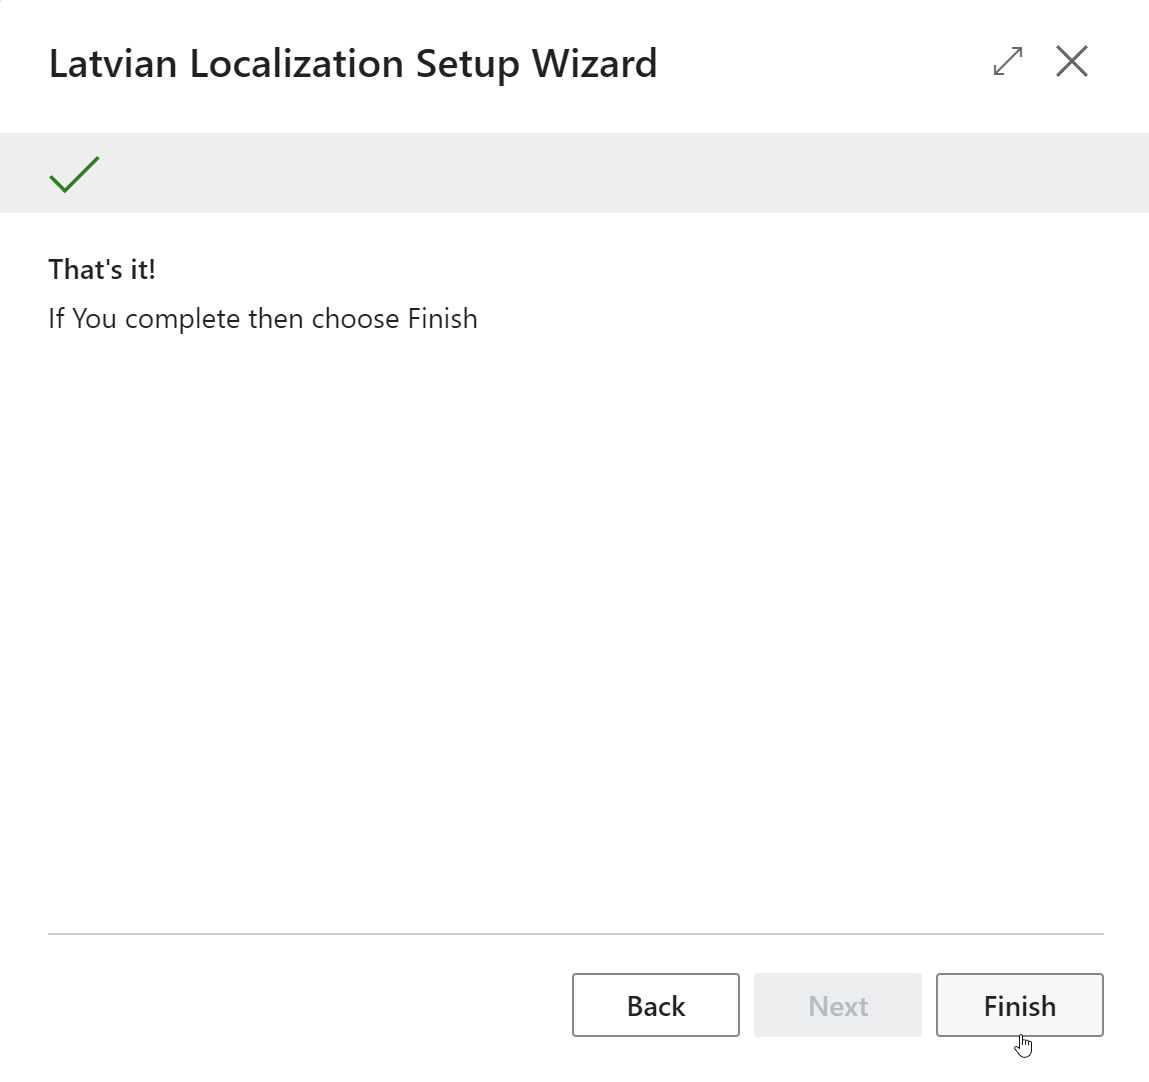 Latvian Localization Setup Wizard
That's it!
If You complete then choose Finish
Back
Next
Finish